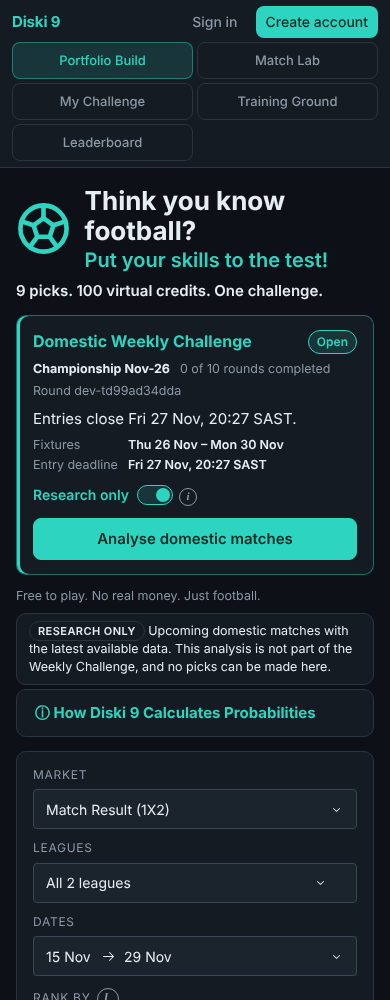 Diski 9
Sign in
Create account
Portfolio Build
Match Lab
My Challenge
Training Ground
Leaderboard
Think you know
football?
Put your skills to the test!
9 picks. 100 virtual credits. One challenge.
Domestic Weekly Challenge
Open
Championship Nov-26 0 of 10 rounds completed
Round dev-td99ad34dda
Entries close Fri 27 Nov, 20:27 SAST.
Fixtures Thu 26 Nov – Mon 30 Nov
Entry deadline Fri 27 Nov, 20:27 SAST
Research only i
Analyse domestic matches
Free to play. No real money. Just football.
RESEARCH ONLY Upcoming domestic matches with
the latest available data. This analysis is not part of the
Weekly Challenge, and no picks can be made here.
ⓘ How Diski 9 Calculates Probabilities
MARKET
Match Result (1X2)
LEAGUES
All 2 leagues
DATES
15 Nov → 29 Nov
RANK BY i